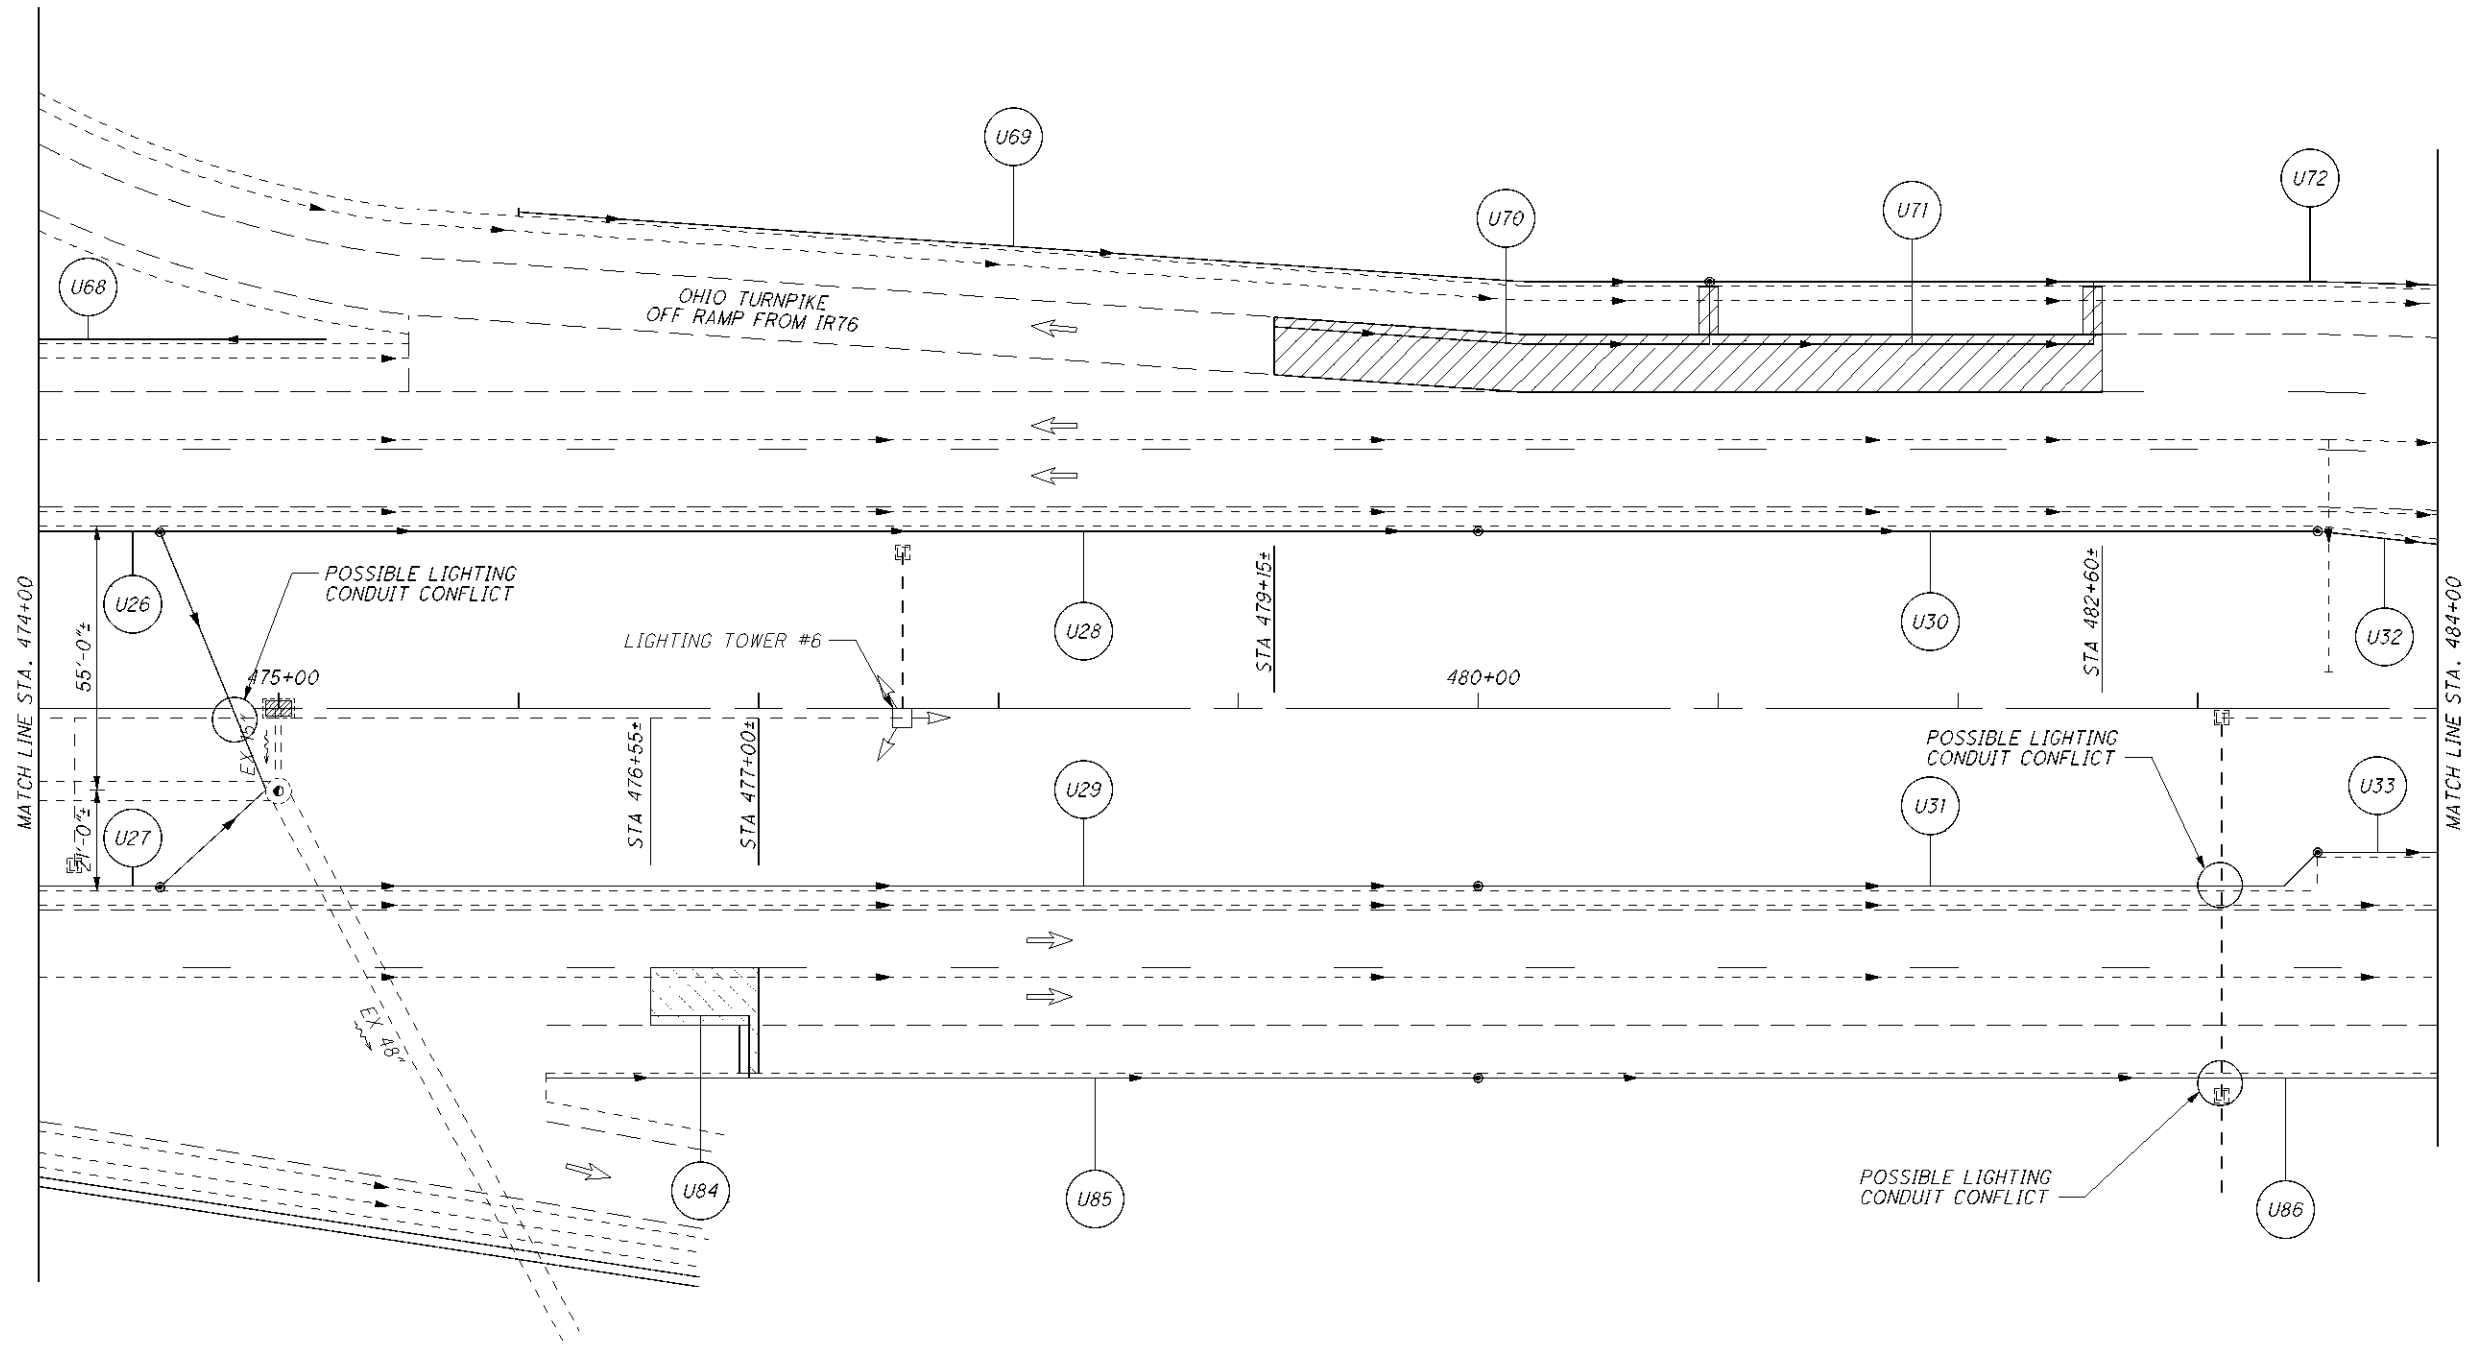 U69
U72
U71
U70
U68
OHIO TURNPIKE
OFF RAMP FROM IR76
POSSIBLE LIGHTING
CONDUIT CONFLICT
U26
55'-0"±
MATCH LINE STA. 474+00
475+00
EX 15"
LIGHTING TOWER #6
U28
STA 479+15±
480+00
U30
STA 482+60±
U32
MATCH LINE STA. 484+00
STA 476+55±
STA 477+00±
POSSIBLE LIGHTING
CONDUIT CONFLICT
U29
U31
U33
U27
21'-0"±
EX 48"
U84
U85
POSSIBLE LIGHTING
CONDUIT CONFLICT
U86